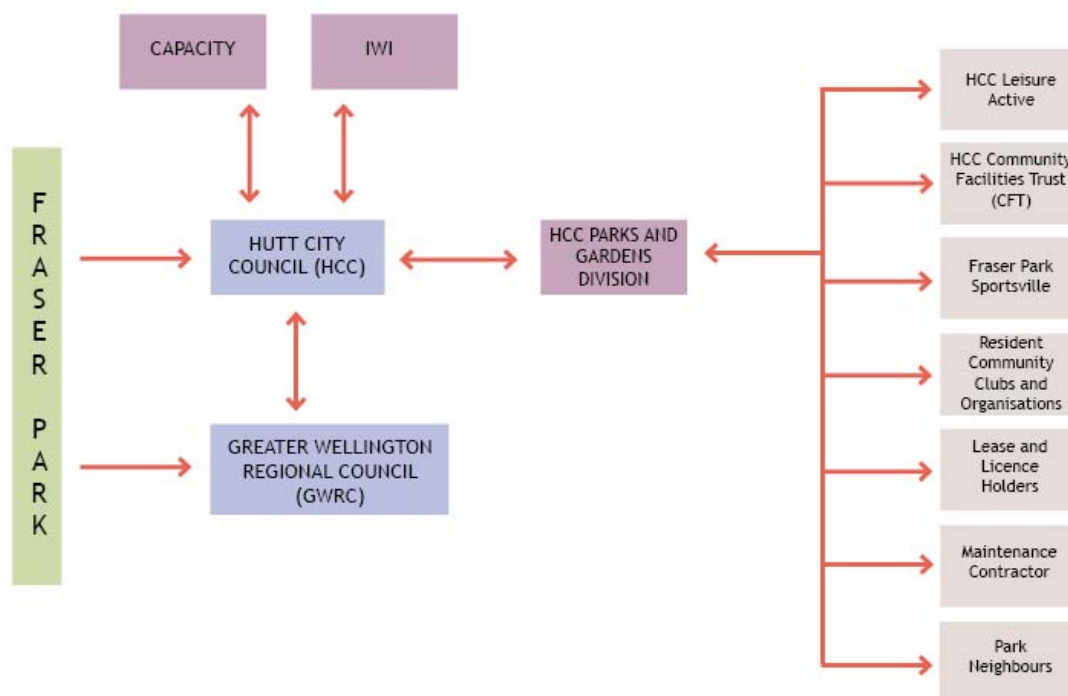 CAPACITY
IWI
FRASER PARK
HUTT CITY
COUNCIL (HCC)
HCC PARKS AND
GARDENS
DIVISION
GREATER WELLINGTON
REGIONAL COUNCIL
(GWRC)
HCC Leisure
Active
HCC Community
Facilities Trust
(CFT)
Fraser Park
Sportsville
Resident
Community
Clubs and
Organisations
Lease and
Licence
Holders
Maintenance
Contractor
Park
Neighbours